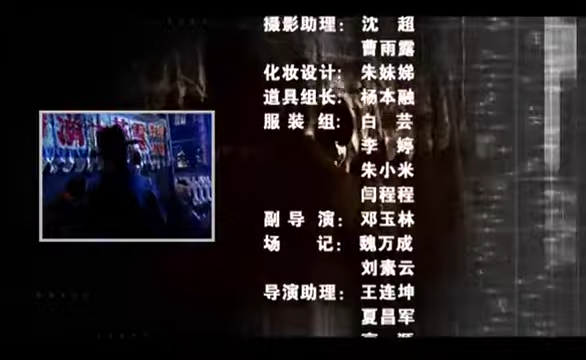 摄影助理: 沈 超
曹雨露
化妆设计: 朱妹娣
道具组长: 杨本融
服 装 组: 白 芸
李 婷
朱小米
闫程程
副 导 演: 邓玉林
场 记: 魏万成
刘素云
导演助理: 王连坤
夏昌军